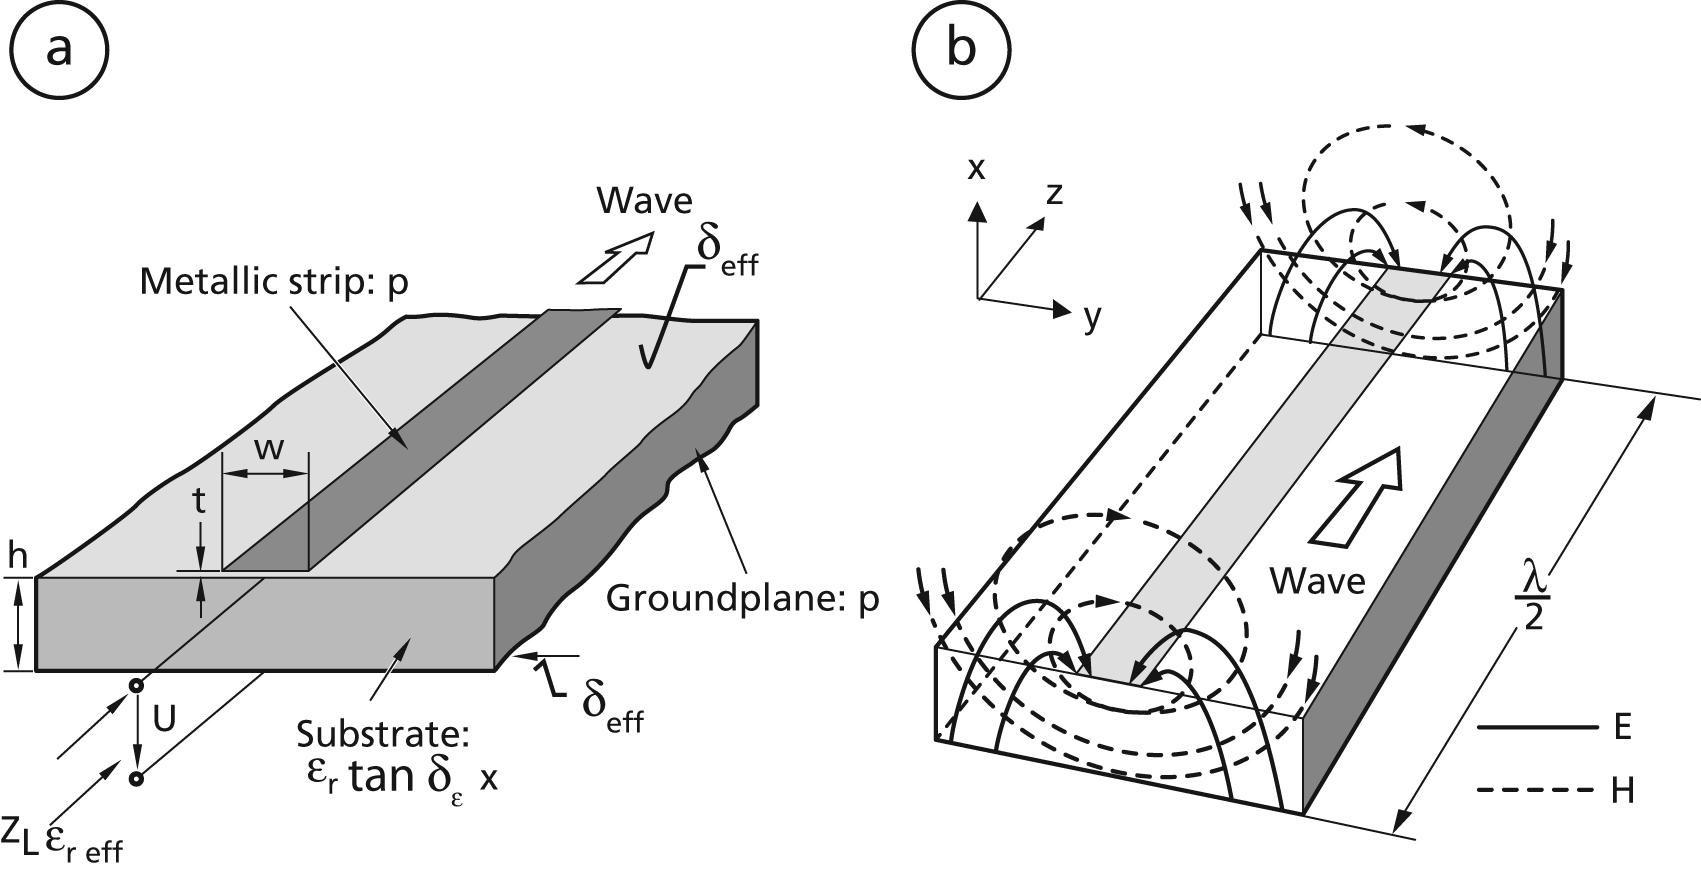 a
Wave
δeff
Metallic strip: p
w
t
h
Groundplane: p
U
δeff
Substrate:
εr tan δε x
ZL εr eff
b
x
z
y
Wave
λ
2
E
H